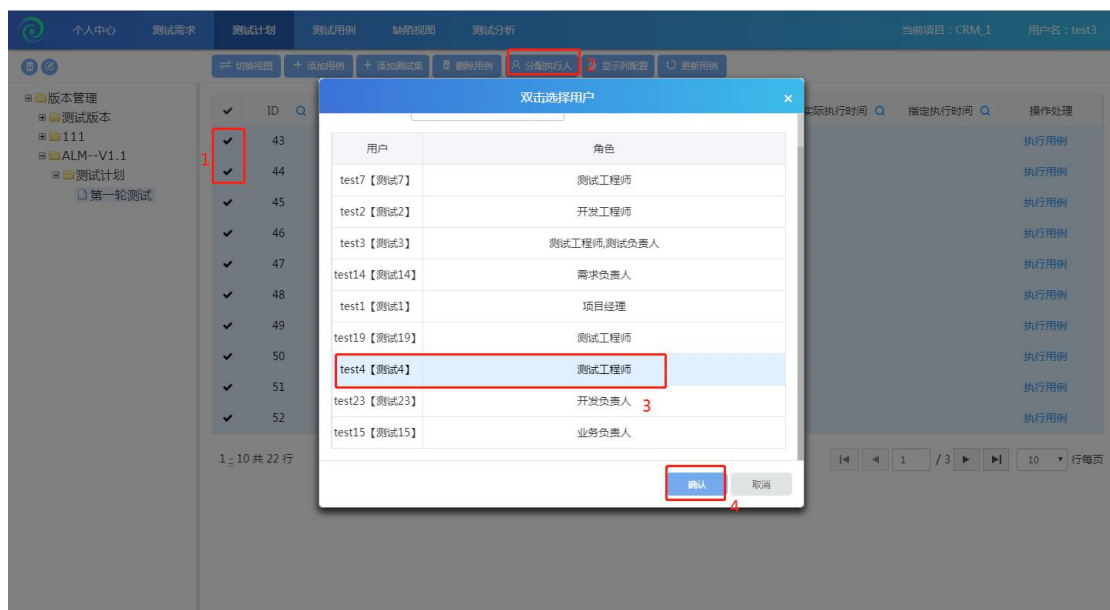 个人中心 测试需求 测试计划 测试用例 缺陷视图 测试分析 当前项目：CRM_1 用户名：test3
切换视图 + 添加用例 + 添加测试集 删除用例 分配执行人 2 显示列配置 更新用例
版本管理
测试版本
111
ALM--V1.1
测试计划
第一轮测试
ID 实际执行时间 指定执行时间 操作处理
1
43 执行用例
44 执行用例
45 执行用例
46 执行用例
47 执行用例
48 执行用例
49 执行用例
50 执行用例
51 执行用例
52 执行用例
1 - 10 共 22 行 1 / 3 10 行每页
双击选择用户 ×
用户 角色
test7【测试7】 测试工程师
test2【测试2】 开发工程师
test3【测试3】 测试工程师,测试负责人
test14【测试14】 需求负责人
test1【测试1】 项目经理
test19【测试19】 测试工程师
test4【测试4】 测试工程师
test23【测试23】 开发负责人 3
test15【测试15】 业务负责人
确认 取消
4